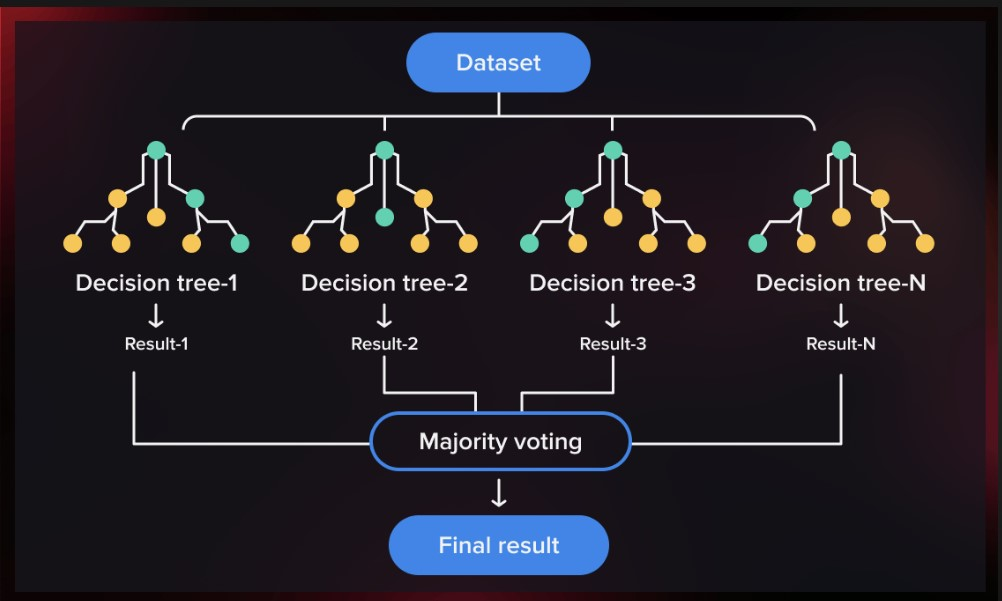 Dataset
Decision tree-1
Decision tree-2
Decision tree-3
Decision tree-N
Result-1
Result-2
Result-3
Result-N
Majority voting
Final result